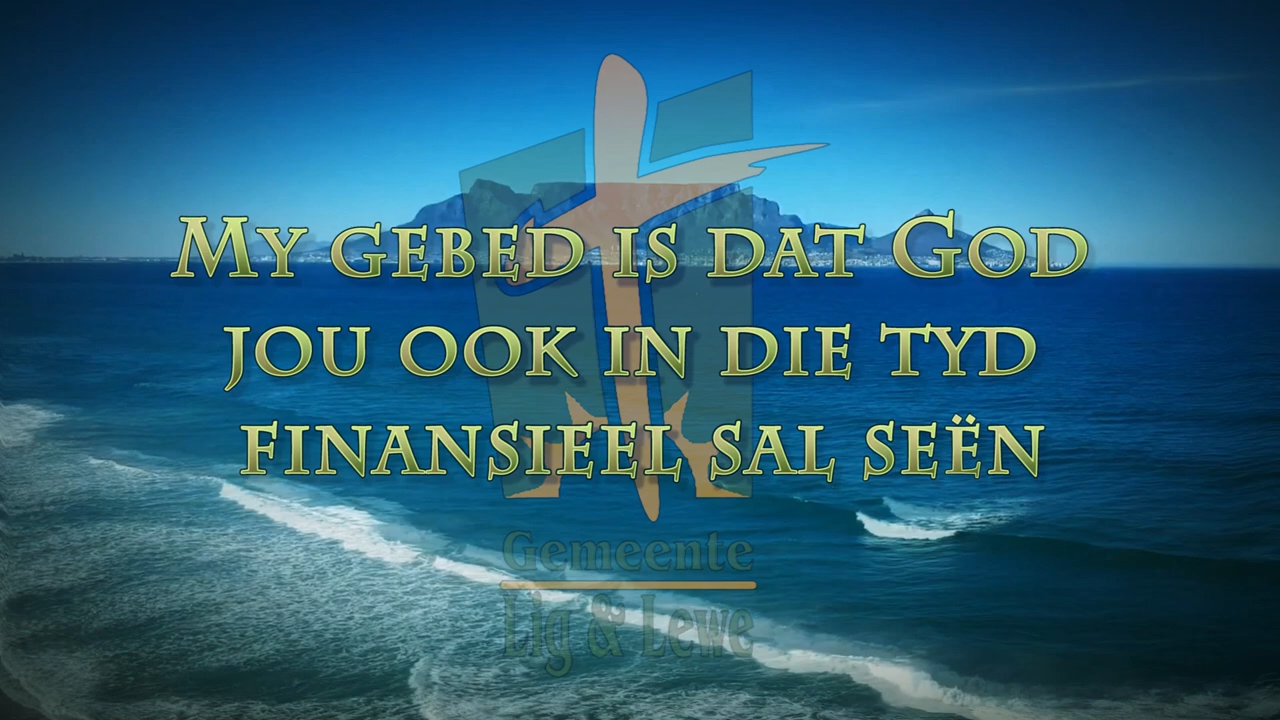 My gebed is dat God
jou ook in die tyd
finansieel sal seën
Gemeente
Lig & Lewe